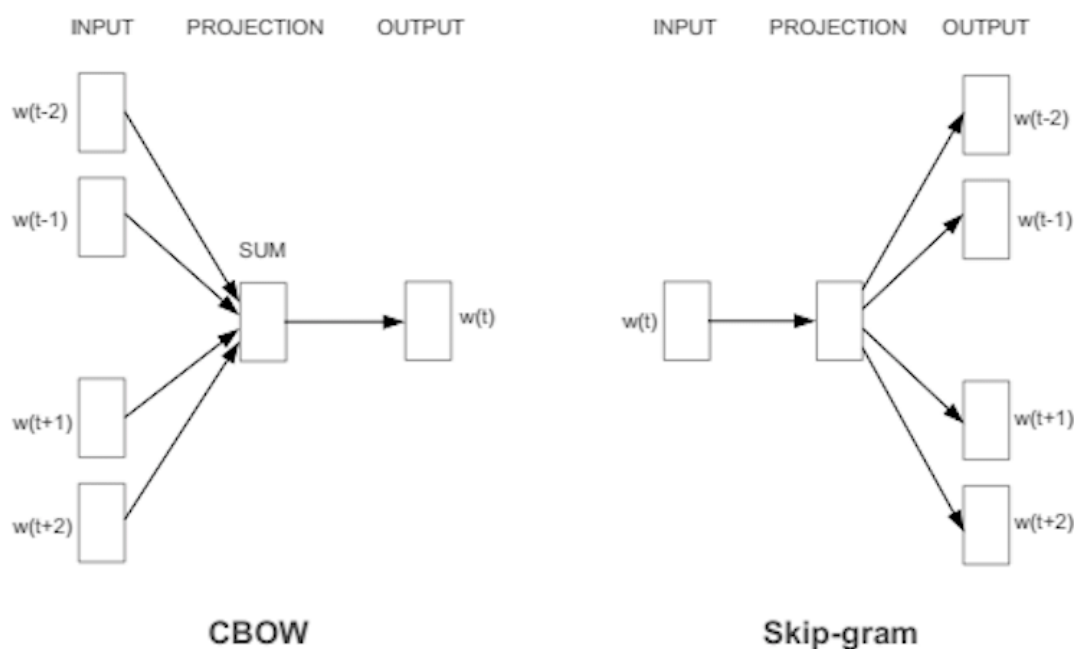 INPUT PROJECTION OUTPUT
w(t-2)
w(t-1)
SUM
w(t)
w(t+1)
w(t+2)
CBOW
INPUT PROJECTION OUTPUT
w(t-2)
w(t-1)
w(t)
w(t+1)
w(t+2)
Skip-gram